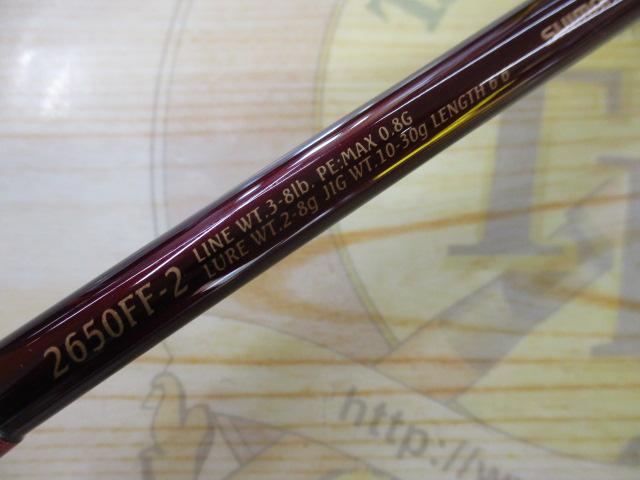 2650FF-2
LINE WT.3-8lb. PE:MAX 0.8G
LURE WT.2-8g JIG WT.10-30g LENGTH 6'6"
http://w